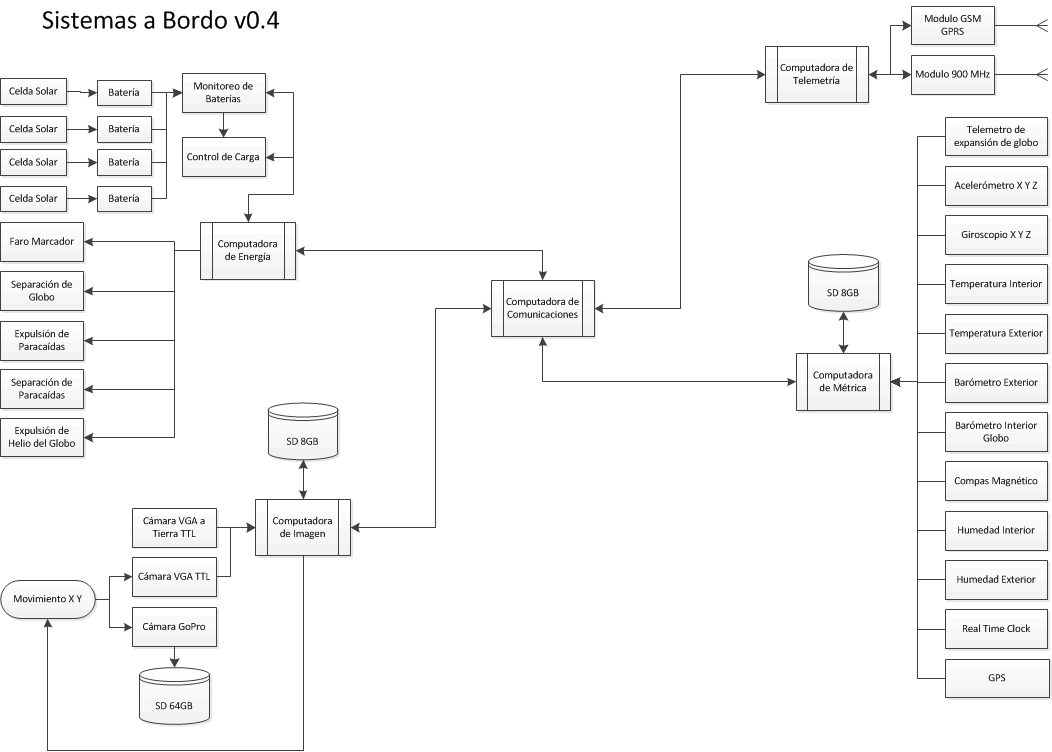 Sistemas a Bordo v0.4
Modulo GSM
GPRS
Computadora de
Telemetría
Modulo 900 MHz
Celda Solar
Batería
Monitoreo de
Baterías
Celda Solar
Batería
Control de Carga
Celda Solar
Batería
Celda Solar
Batería
Telemetro de
expansión de globo
Acelerómetro X Y Z
Giroscopio X Y Z
Temperatura Interior
Temperatura Exterior
Barómetro Exterior
Barómetro Interior
Globo
Compas Magnético
Humedad Interior
Humedad Exterior
Real Time Clock
GPS
Faro Marcador
Computadora
de Energía
Separación de
Globo
Expulsión de
Paracaídas
Separación de
Paracaídas
Expulsión de
Helio del Globo
Computadora de
Comunicaciones
SD 8GB
Computadora
de Métrica
SD 8GB
Computadora
de Imagen
Cámara VGA a
Tierra TTL
Cámara VGA TTL
Movimiento X Y
Cámara GoPro
SD 64GB